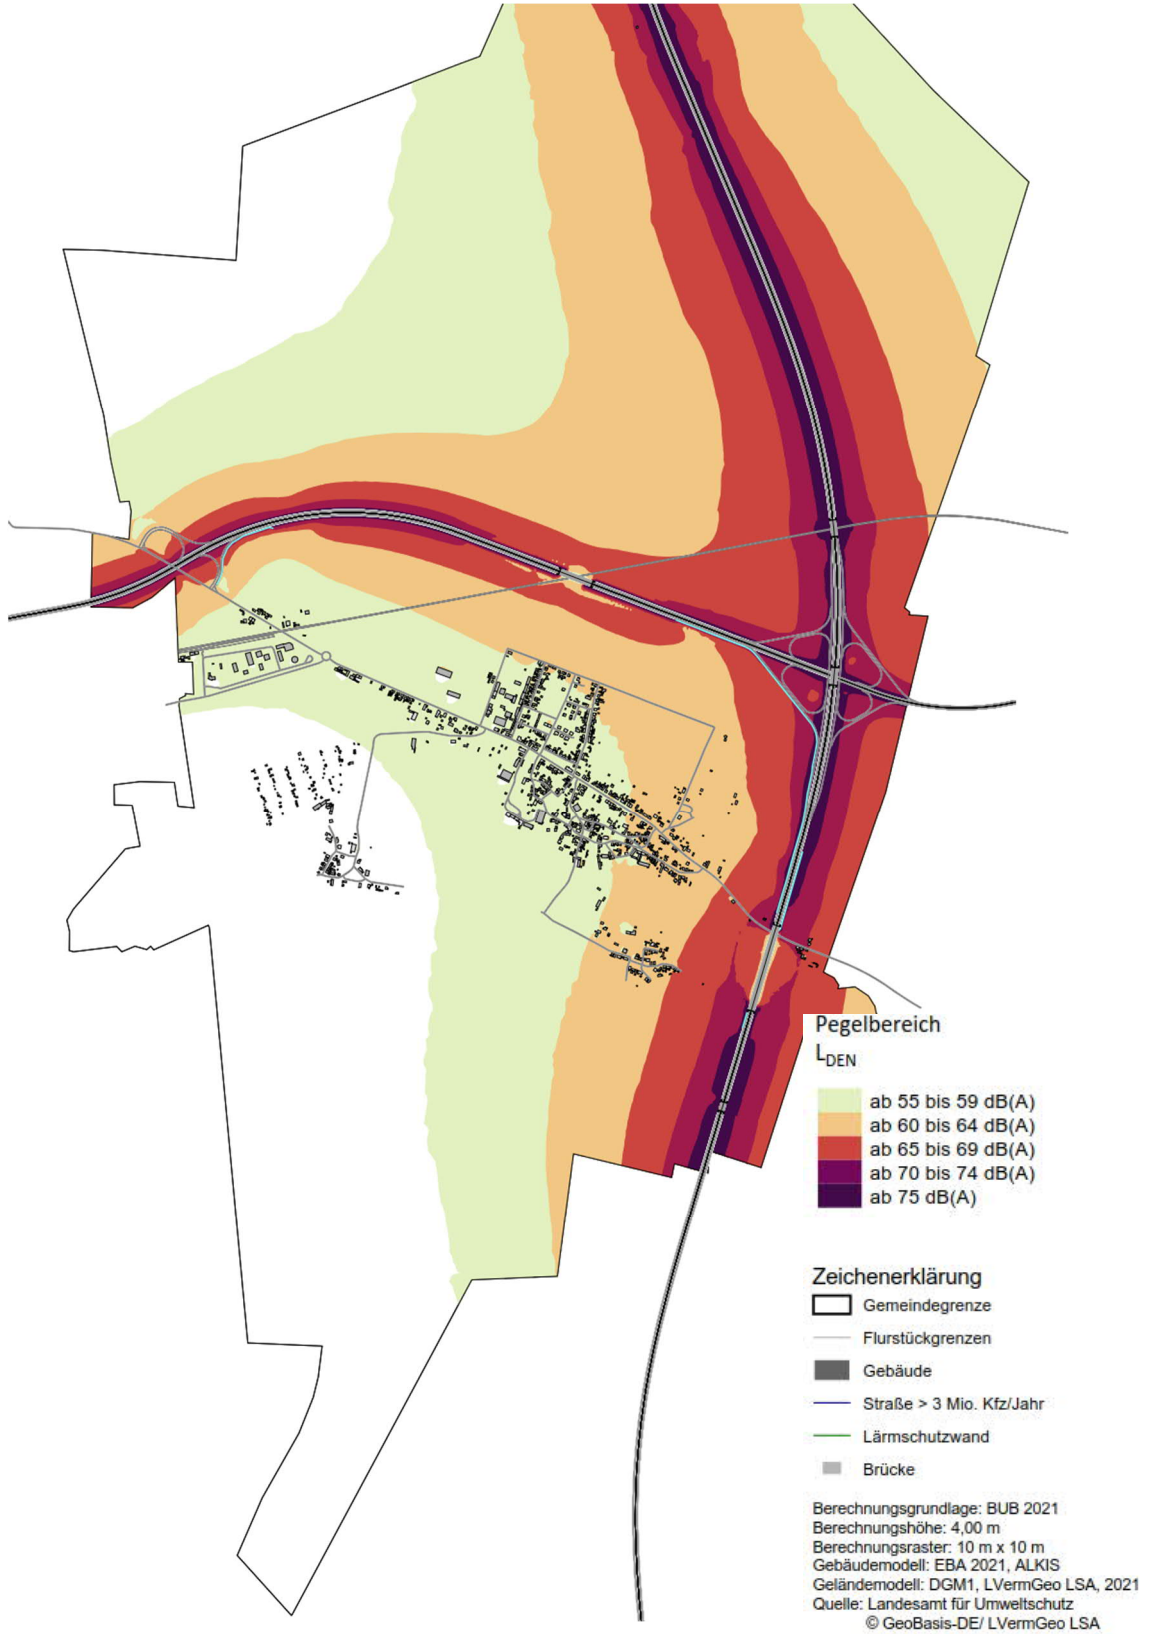 Pegelbereich
LDEN
ab 55 bis 59 dB(A)
ab 60 bis 64 dB(A)
ab 65 bis 69 dB(A)
ab 70 bis 74 dB(A)
ab 75 dB(A)
Zeichenerklärung
Gemeindegrenze
Flurstückgrenzen
Gebäude
Straße > 3 Mio. Kfz/Jahr
Lärmschutzwand
Brücke
Berechnungsgrundlage: BUB 2021
Berechnungshöhe: 4,00 m
Berechnungsraster: 10 m x 10 m
Gebäudemodell: EBA 2021, ALKIS
Geländemodell: DGM1, LVermGeo LSA, 2021
Quelle: Landesamt für Umweltschutz
© GeoBasis-DE/ LVermGeo LSA